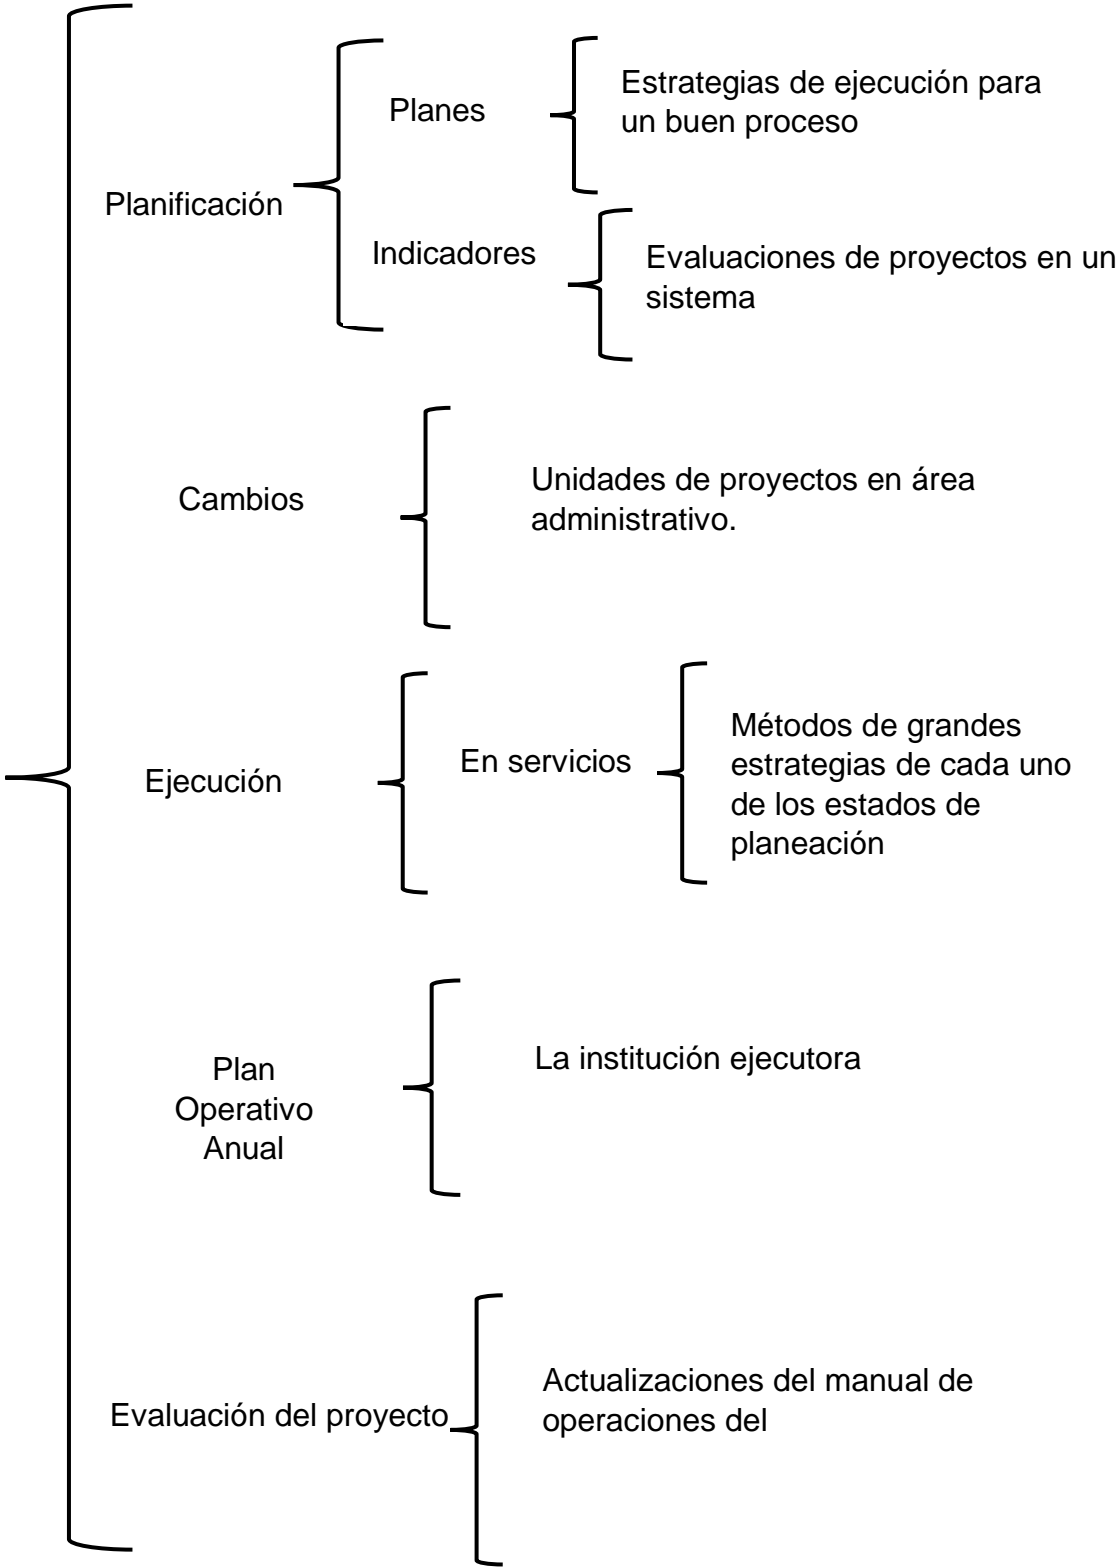 Planes
Estrategias de ejecución para
un buen proceso
Planificación
Indicadores
Evaluaciones de proyectos en un
sistema
Cambios
Unidades de proyectos en área
administrativo.
Ejecución
En servicios
Métodos de grandes
estrategias de cada uno
de los estados de
planeación
Plan
Operativo
Anual
La institución ejecutora
Evaluación del proyecto
Actualizaciones del manual de
operaciones del